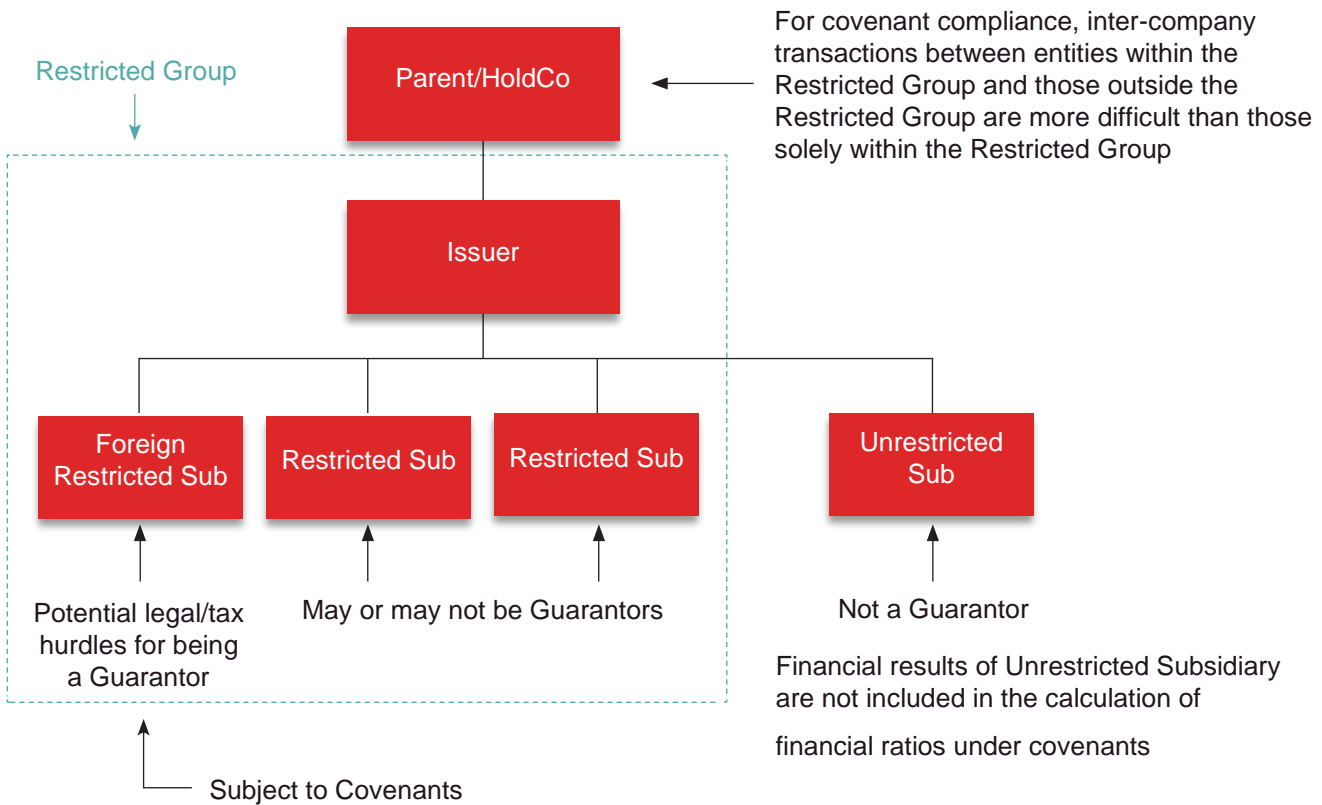 For covenant compliance, inter-company
transactions between entities within the
Restricted Group and those outside the
Restricted Group are more difficult than those
solely within the Restricted Group
Parent/HoldCo
Restricted Group
Issuer
Foreign
Restricted Sub
Restricted Sub
Restricted Sub
Unrestricted
Sub
Potential legal/tax
hurdles for being
a Guarantor
May or may not be Guarantors
Not a Guarantor
Financial results of Unrestricted Subsidiary
are not included in the calculation of
financial ratios under covenants
Subject to Covenants